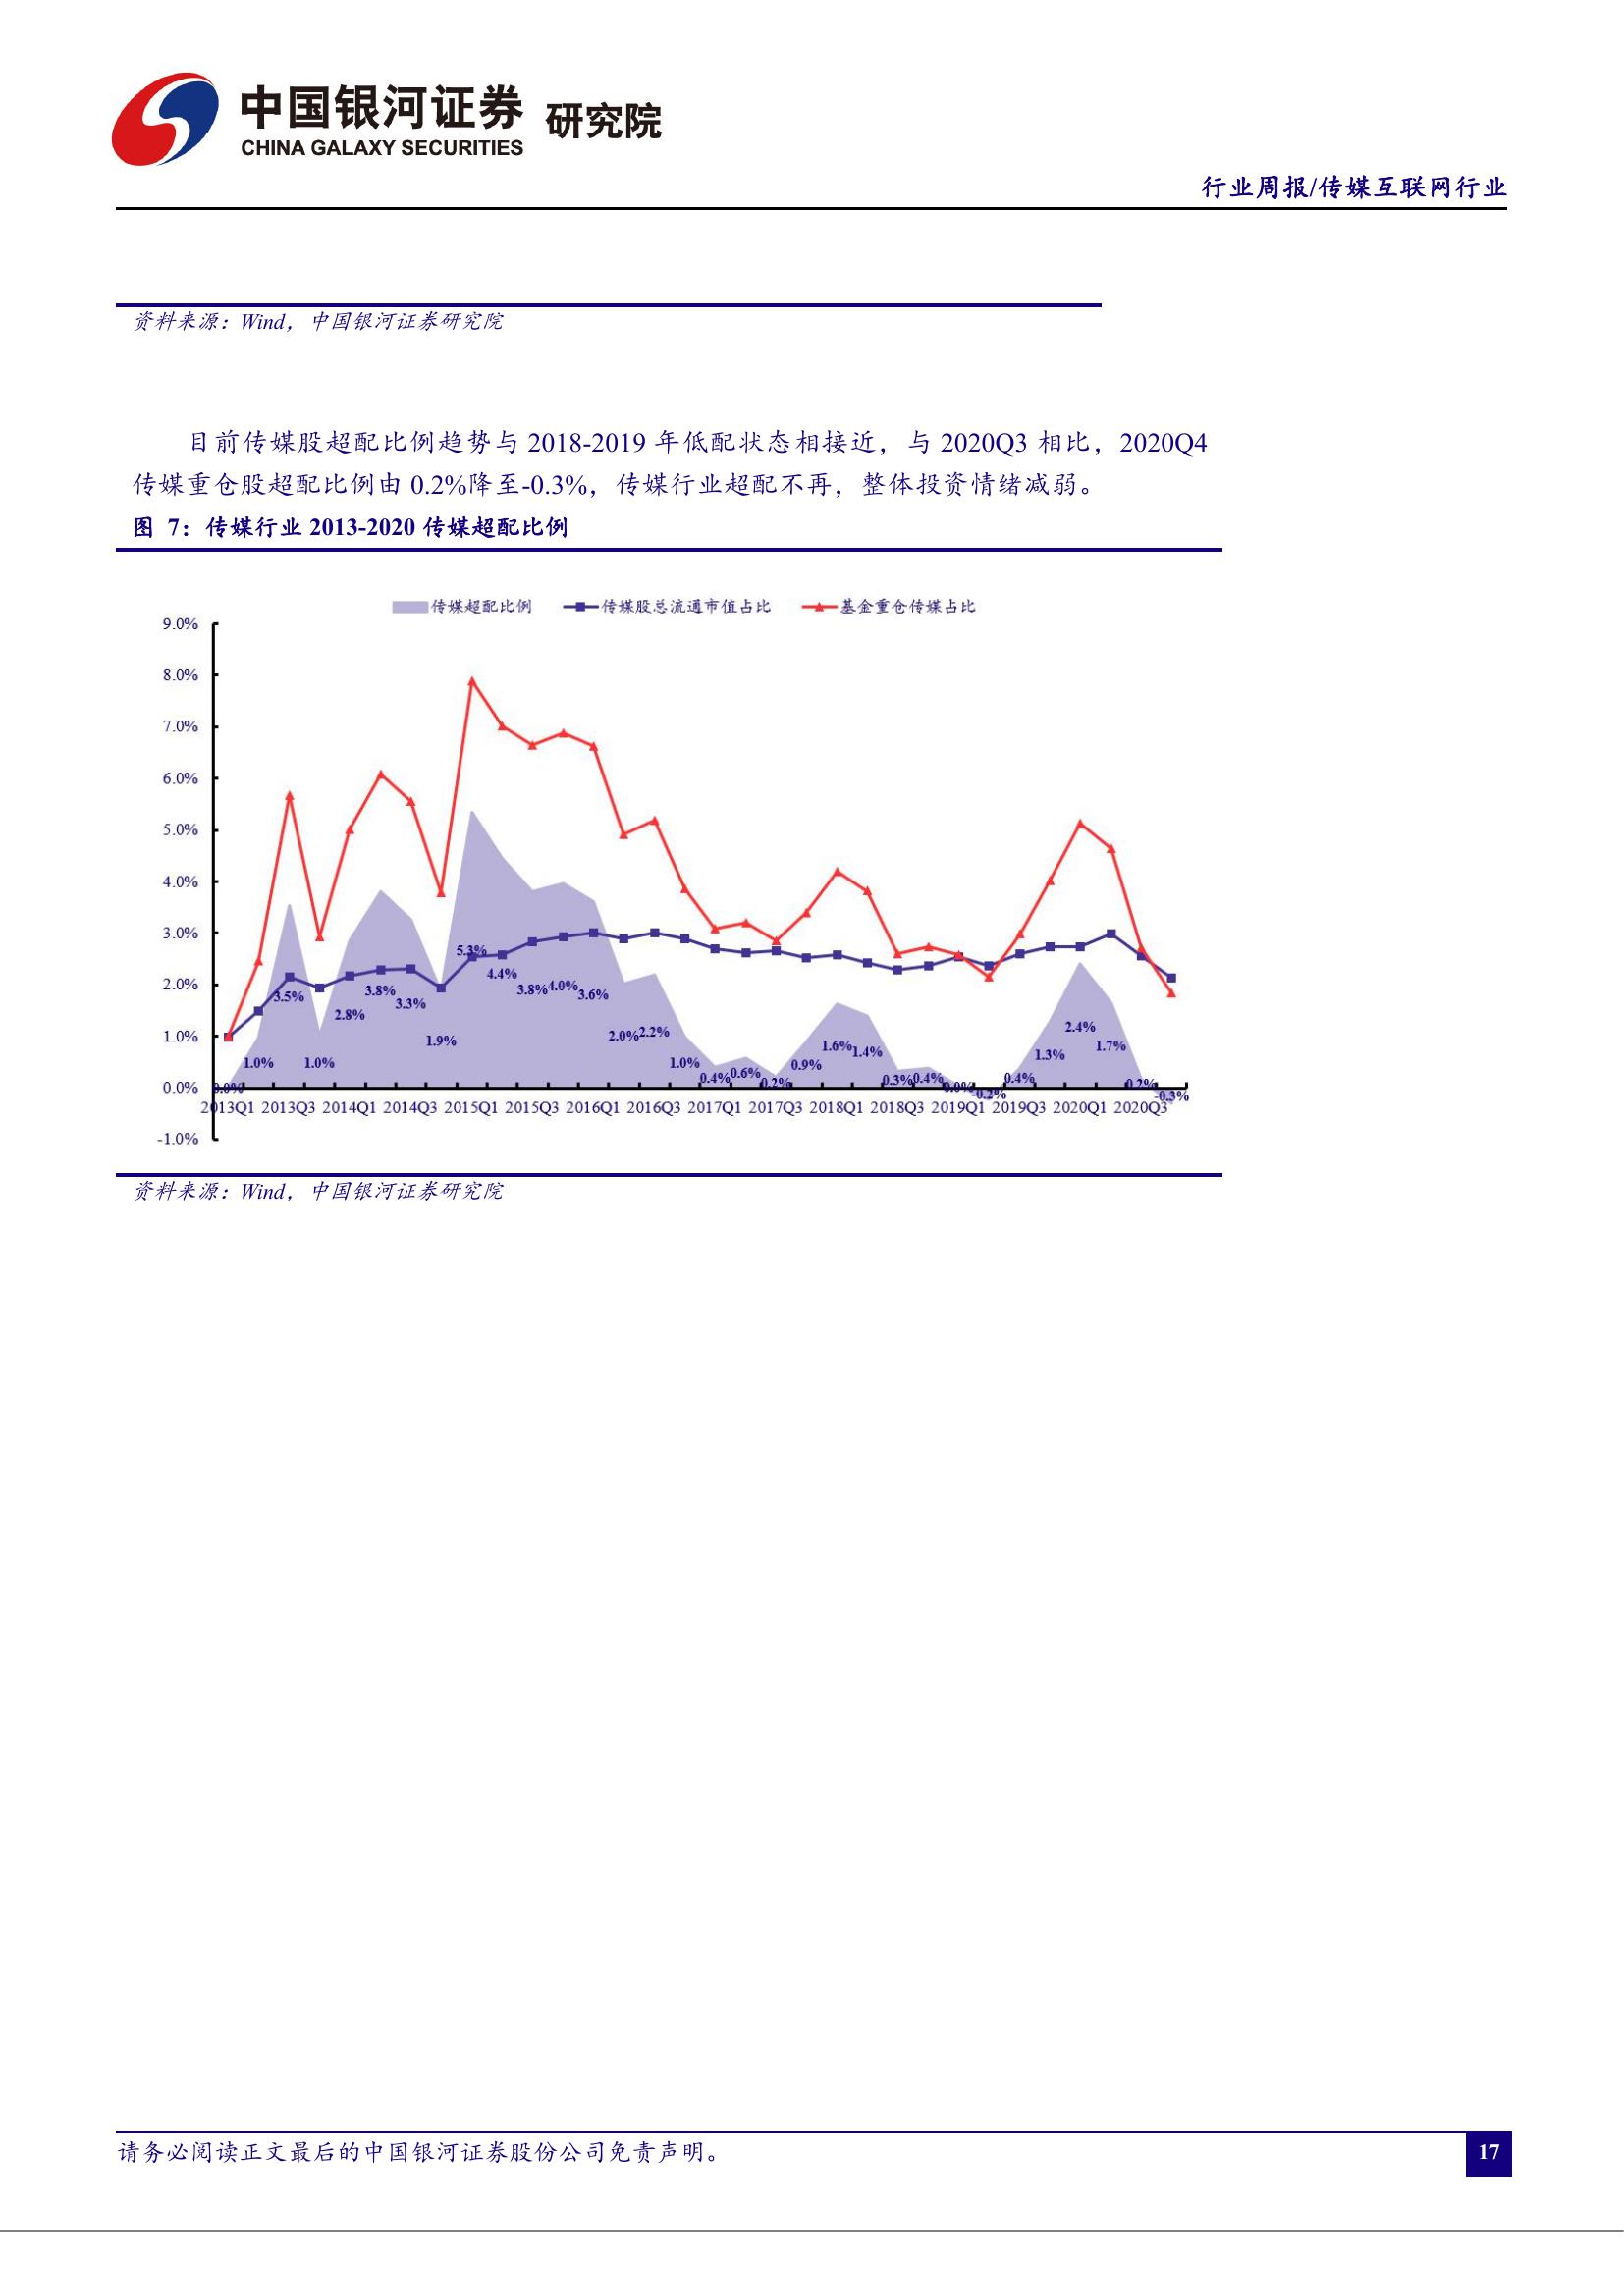 中国银河证券 研究院
CHINA GALAXY SECURITIES
行业周报/传媒互联网行业
资料来源：Wind，中国银河证券研究院
目前传媒股超配比例趋势与 2018-2019 年低配状态相接近，与 2020Q3 相比，2020Q4
传媒重仓股超配比例由 0.2%降至-0.3%，传媒行业超配不再，整体投资情绪减弱。
图 7：传媒行业 2013-2020 传媒超配比例
传媒超配比例 传媒股总流通市值占比 基金重仓传媒占比
9.0%
8.0%
7.0%
6.0%
5.0%
4.0%
3.0%
2.0%
1.0%
0.0%
-1.0%
0.0% 1.0% 3.5% 1.0% 2.8% 3.8% 3.3% 1.9% 5.3% 4.4% 3.8% 4.0% 3.6% 2.0% 2.2% 1.0% 0.4% 0.6% 0.2% 0.9% 1.6% 1.4% 0.3% 0.4% 0.0% -0.2% 0.4% 1.3% 2.4% 1.7% 0.2% -0.3%
2013Q1 2013Q3 2014Q1 2014Q3 2015Q1 2015Q3 2016Q1 2016Q3 2017Q1 2017Q3 2018Q1 2018Q3 2019Q1 2019Q3 2020Q1 2020Q3
资料来源：Wind，中国银河证券研究院
请务必阅读正文最后的中国银河证券股份公司免责声明。
17